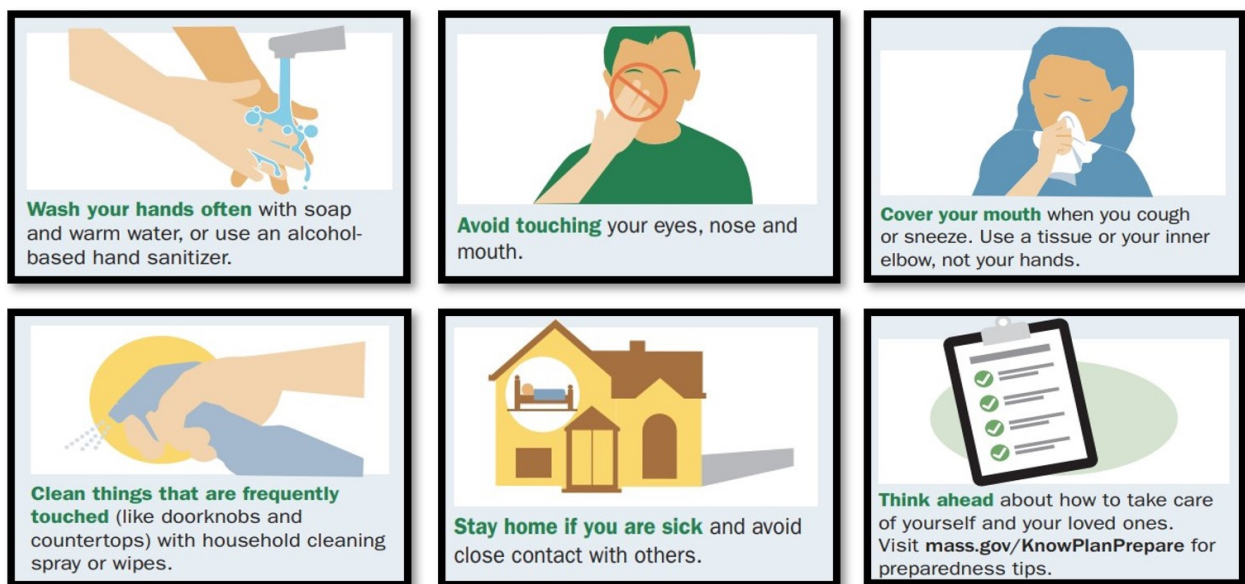 Wash your hands often with soap
and warm water, or use an alcohol-
based hand sanitizer.
Avoid touching your eyes, nose and
mouth.
Cover your mouth when you cough
or sneeze. Use a tissue or your inner
elbow, not your hands.
Clean things that are frequently
touched (like doorknobs and
countertops) with household cleaning
spray or wipes.
Stay home if you are sick and avoid
close contact with others.
Think ahead about how to take care
of yourself and your loved ones.
Visit mass.gov/KnowPlanPrepare for
preparedness tips.